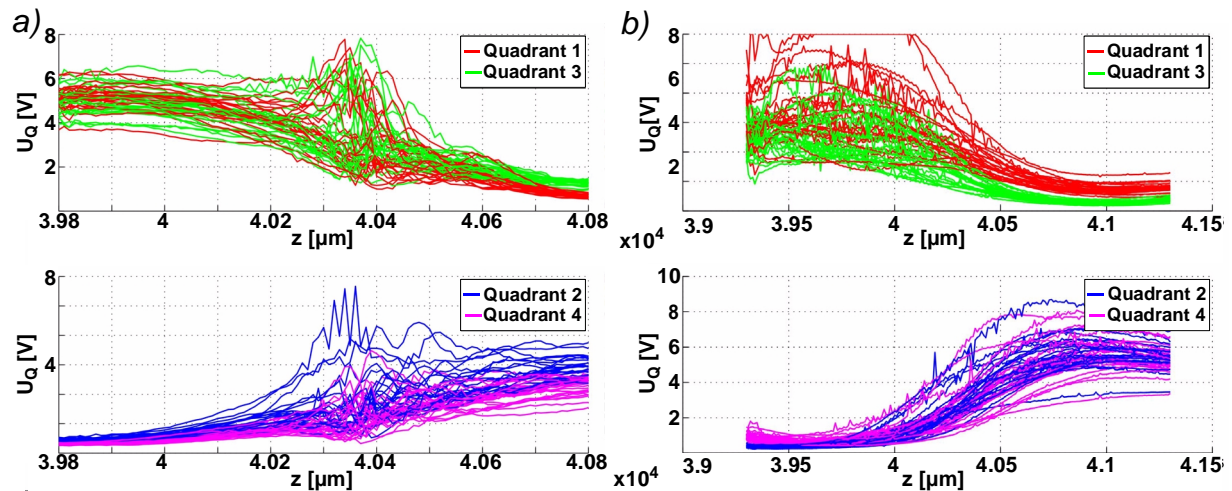 a)
8
6
4
2
U_Q [V]
Quadrant 1
Quadrant 3
3.98 4 4.02 4.04 4.06 4.08
z [µm]
x10^4
b)
8
6
4
2
U_Q [V]
Quadrant 1
Quadrant 3
3.9 3.95 4 4.05 4.1 4.15
z [µm]
8
4
U_Q [V]
Quadrant 2
Quadrant 4
3.98 4 4.02 4.04 4.06 4.08
z [µm]
x10^4
10
8
6
4
2
U_Q [V]
Quadrant 2
Quadrant 4
3.9 3.95 4 4.05 4.1 4.15
z [µm]